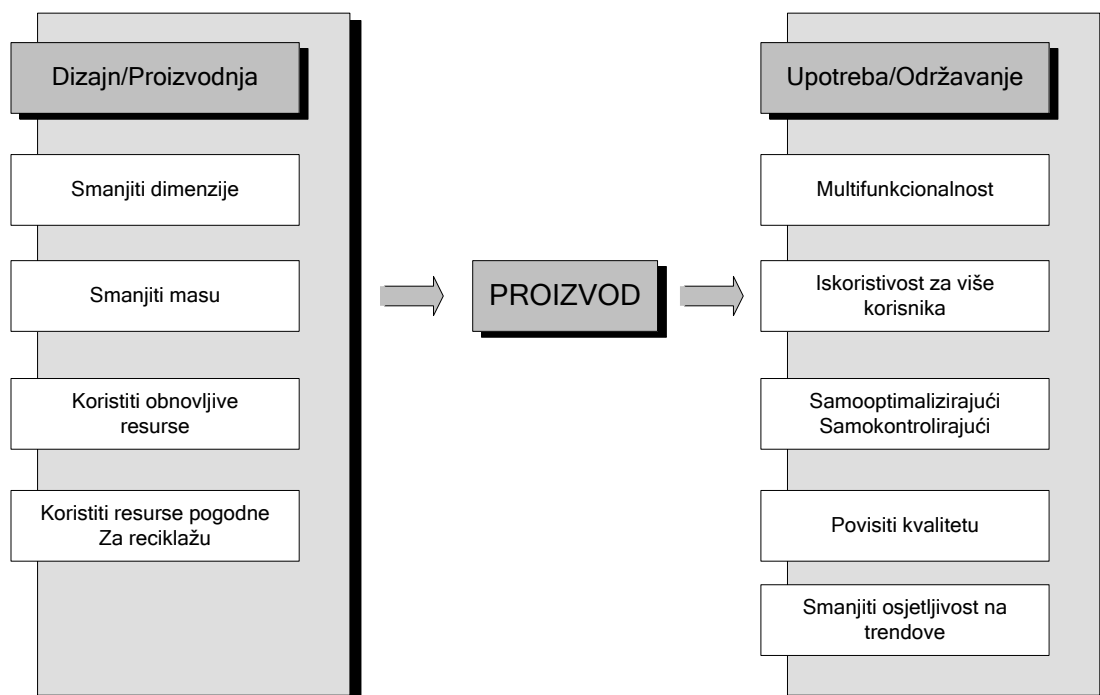 Dizajn/Proizvodnja
Smanjiti dimenzije
Smanjiti masu
Koristiti obnovljive
resurse
Koristiti resurse pogodne
Za reciklažu
PROIZVOD
Upotreba/Održavanje
Multifunkcionalnost
Iskoristivost za više
korisnika
Samooptimalizirajući
Samokontrolirajući
Povisiti kvalitetu
Smanjiti osjetljivost na
trendove